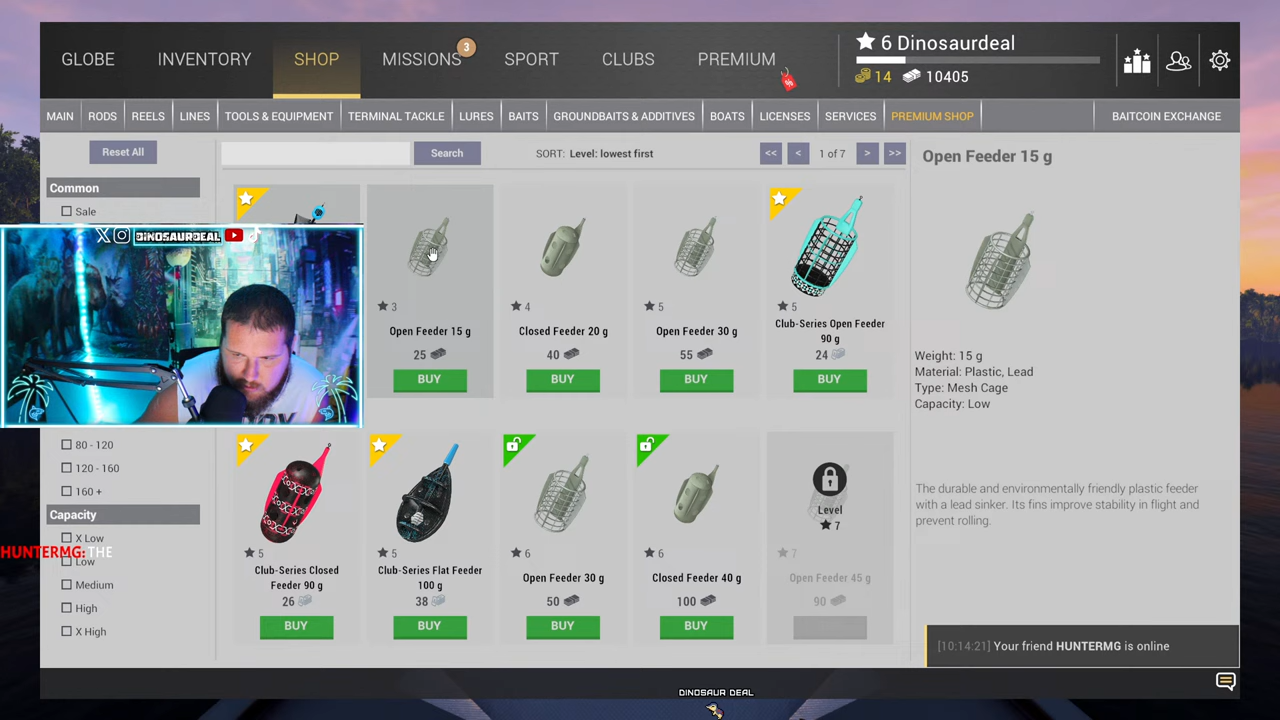 GLOBE INVENTORY SHOP MISSIONS 3 SPORT CLUBS PREMIUM %
6 Dinosaurdeal
14 10405
MAIN RODS REELS LINES TOOLS & EQUIPMENT TERMINAL TACKLE LURES BAITS GROUNDBAITS & ADDITIVES BOATS LICENSES SERVICES PREMIUM SHOP BAITCOIN EXCHANGE
Reset All
Search
SORT: Level: lowest first
<< < 1 of 7 > >>
Common
Sale
DINOSAURDEAL
80 - 120
120 - 160
160 +
Capacity
X Low
Low
Medium
High
X High
HUNTERMG: THE
3
Open Feeder 15 g
25
BUY
4
Closed Feeder 20 g
40
BUY
5
Open Feeder 30 g
55
BUY
5
Club-Series Open Feeder
90 g
24
BUY
5
Club-Series Closed
Feeder 90 g
26
BUY
5
Club-Series Flat Feeder
100 g
38
BUY
6
Open Feeder 30 g
50
BUY
6
Closed Feeder 40 g
100
BUY
Level
7
7
Open Feeder 45 g
90
Open Feeder 15 g
Weight: 15 g
Material: Plastic, Lead
Type: Mesh Cage
Capacity: Low
The durable and environmentally friendly plastic feeder
with a lead sinker. Its fins improve stability in flight and
prevent rolling.
[10:14:21] Your friend HUNTERMG is online
DINOSAUR DEAL